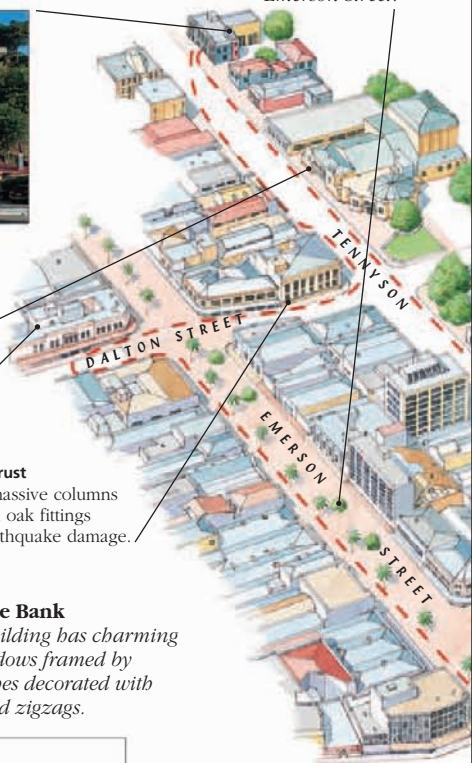 Emerson Street.
TENNYSON
DALTON STREET
EMERSON
STREET
rust
massive columns
oak fittings
thquake damage.
e Bank
ilding has charming
dows framed by
pes decorated with
d zigzags.